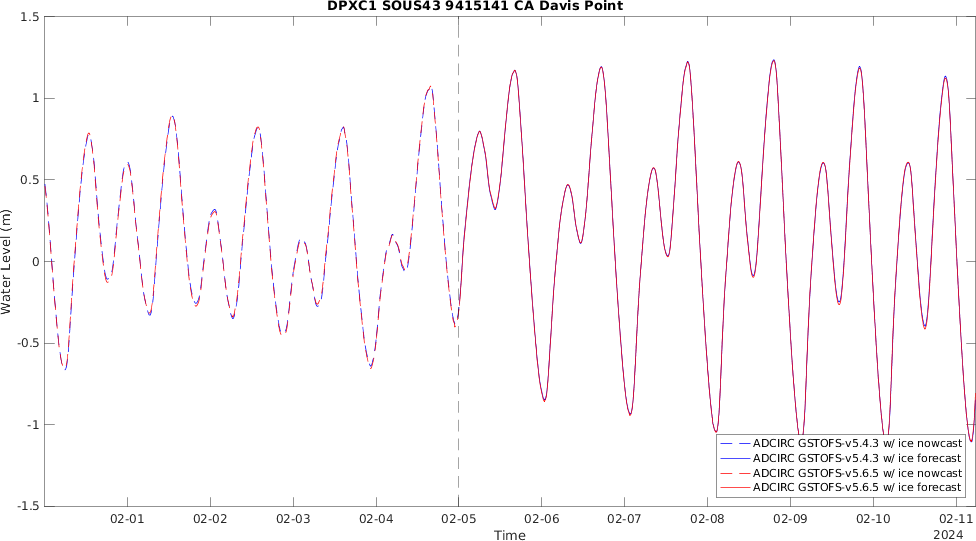 DPXC1 SOUS43 9415141 CA Davis Point
1.5
1
0.5
0
-0.5
-1
-1.5
Water Level (m)
ADCIRC GSTOFS-v5.4.3 w/ ice nowcast
ADCIRC GSTOFS-v5.4.3 w/ ice forecast
ADCIRC GSTOFS-v5.6.5 w/ ice nowcast
ADCIRC GSTOFS-v5.6.5 w/ ice forecast
02-01 02-02 02-03 02-04 02-05 02-06 02-07 02-08 02-09 02-10 02-11
Time 2024